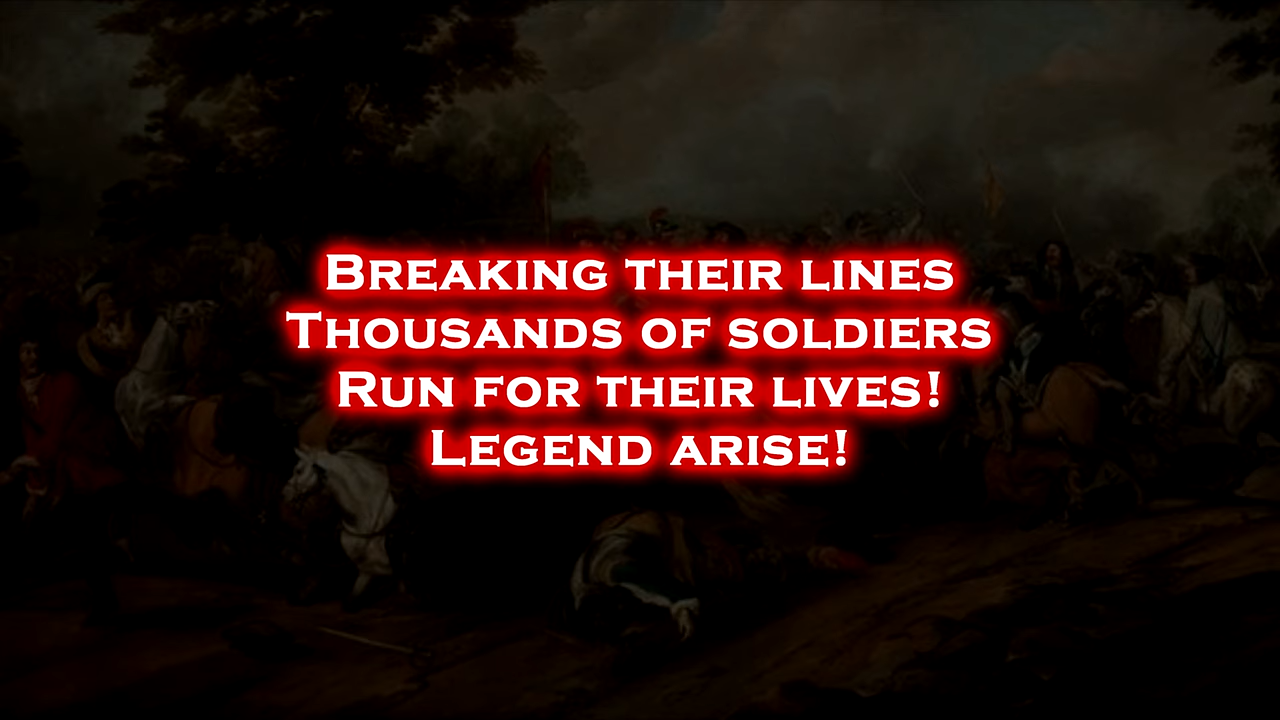 Breaking their lines
Thousands of soldiers
Run for their lives!
Legend arise!